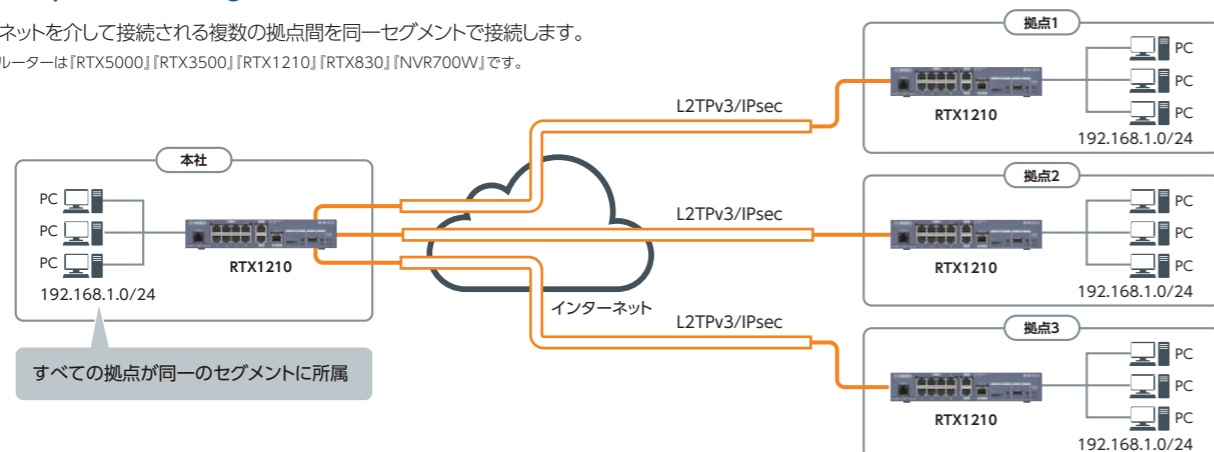 ネットを介して接続される複数の拠点間を同一セグメントで接続します。
ルーターは『RTX5000』『RTX3500』『RTX1210』『RTX830』『NVR700W』です。
本社
PC
PC
PC
192.168.1.0/24
RTX1210
すべての拠点が同一のセグメントに所属
インターネット
L2TPv3/IPsec
L2TPv3/IPsec
L2TPv3/IPsec
拠点1
RTX1210
PC
PC
PC
192.168.1.0/24
拠点2
RTX1210
PC
PC
PC
192.168.1.0/24
拠点3
RTX1210
PC
PC
PC
192.168.1.0/24